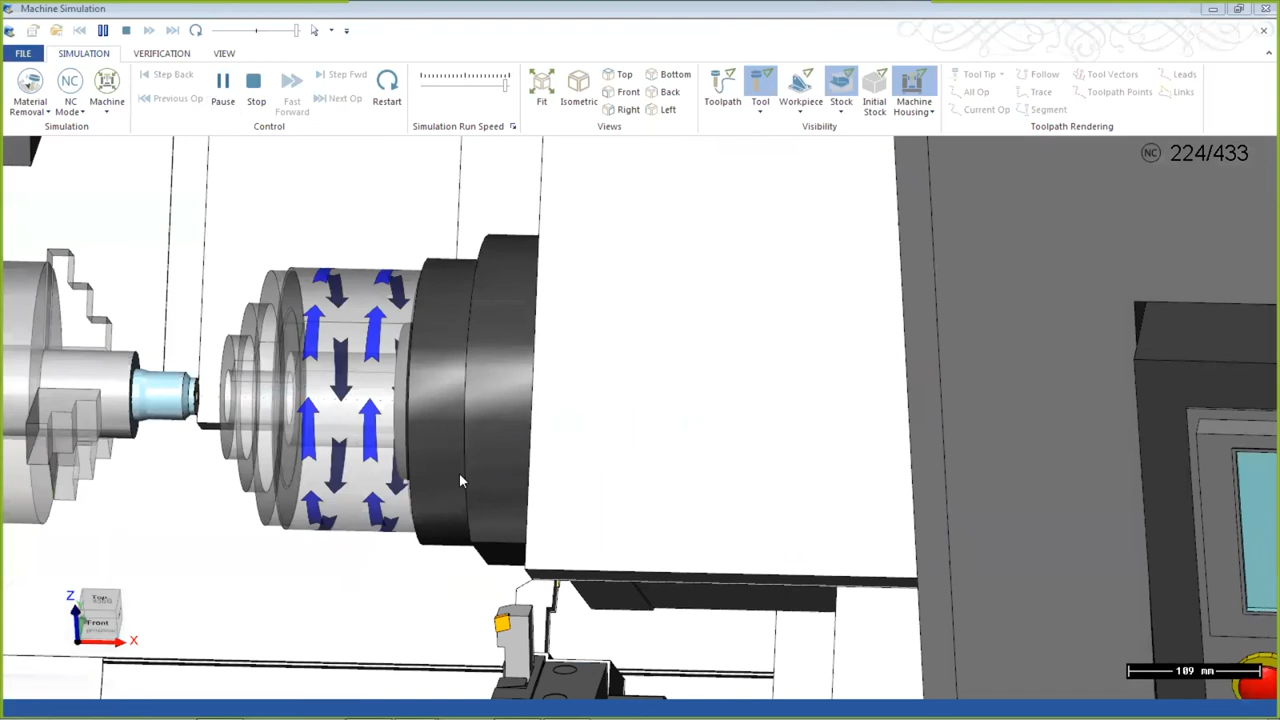 Machine Simulation
FILE SIMULATION VERIFICATION VIEW
Material Removal NC Mode Machine
Simulation
Step Back
Previous Op
Pause Stop Fast Forward
Step Fwd
Next Op
Restart
Control
Simulation Run Speed
Fit Isometric
Top Bottom
Front Back
Right Left
Views
Toolpath Tool Workpiece Stock Initial Stock Machine Housing
Visibility
Tool Tip Follow Tool Vectors Leads
All Op Trace Toolpath Points Links
Current Op Segment
Toolpath Rendering
NC 224/433
Z
Top
Front
X
109 mm